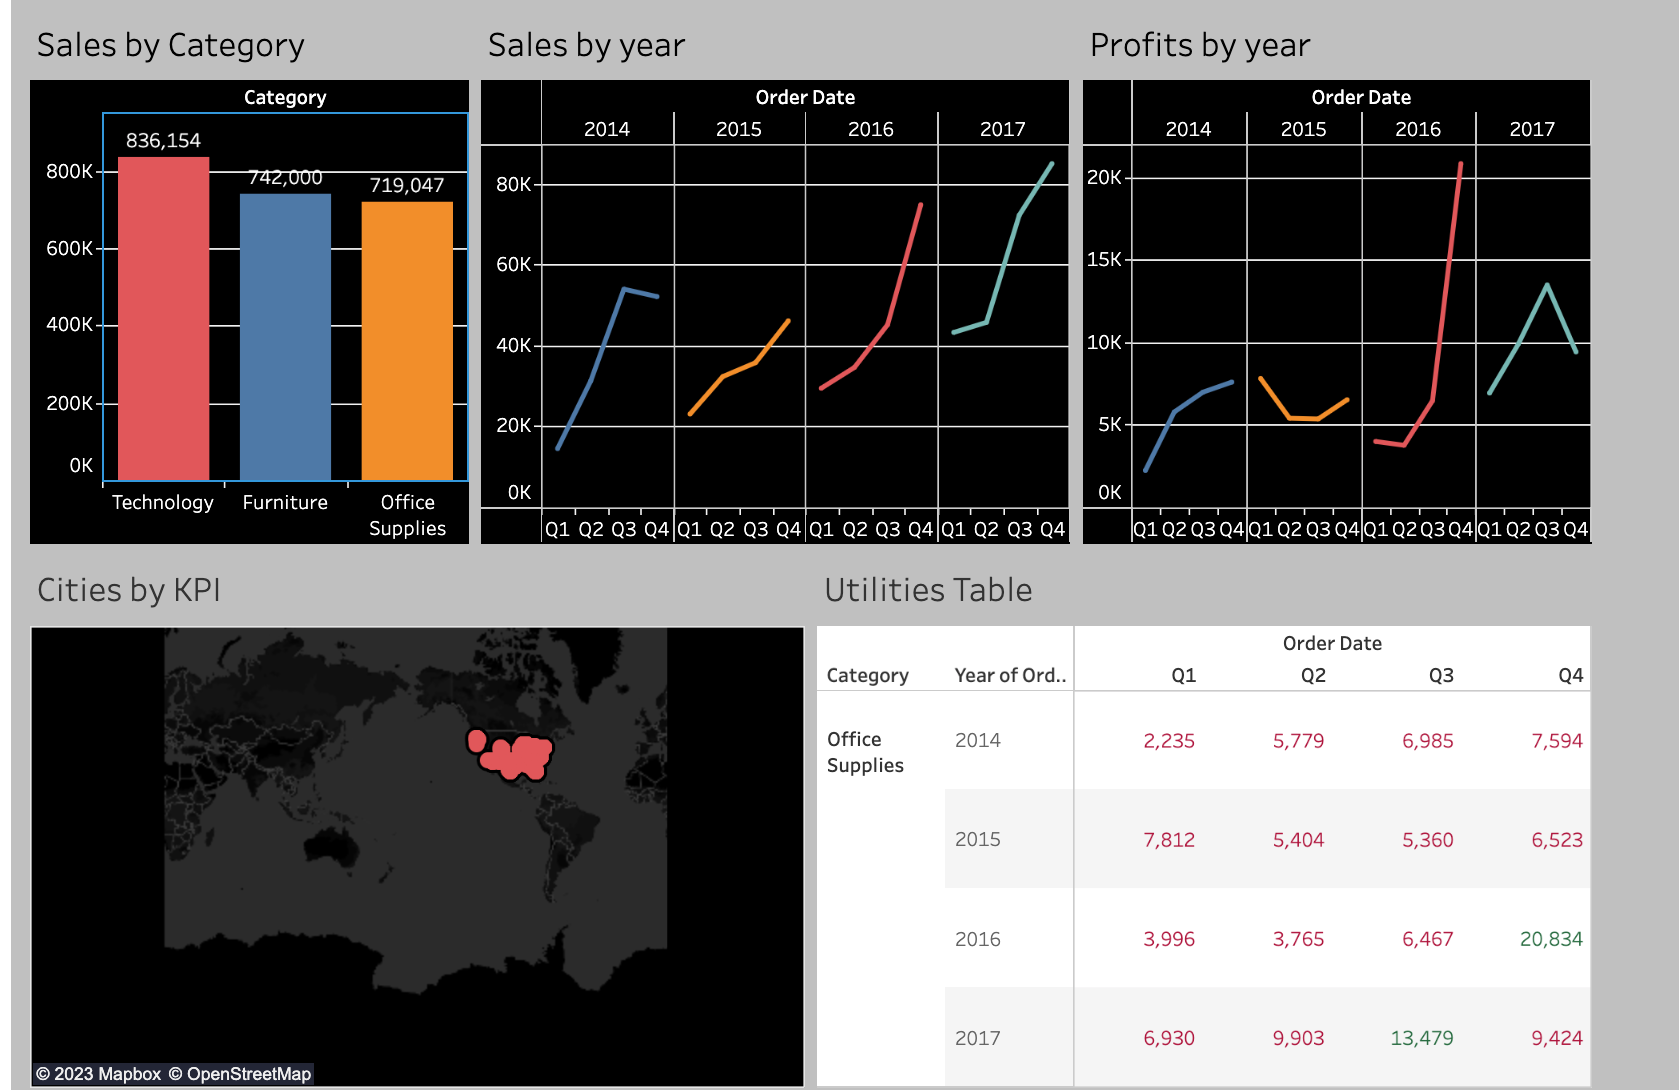 Sales by Category
Category
836,154
742,000
719,047
800K
600K
400K
200K
0K
Technology Furniture Office
Supplies
Sales by year
Order Date
2014 2015 2016 2017
80K
60K
40K
20K
0K
Q1 Q2 Q3 Q4 Q1 Q2 Q3 Q4 Q1 Q2 Q3 Q4 Q1 Q2 Q3 Q4
Profits by year
Order Date
2014 2015 2016 2017
20K
15K
10K
5K
0K
Q1 Q2 Q3 Q4 Q1 Q2 Q3 Q4 Q1 Q2 Q3 Q4 Q1 Q2 Q3 Q4
Cities by KPI
© 2023 Mapbox © OpenStreetMap
Utilities Table
Order Date
Category Year of Ord.. Q1 Q2 Q3 Q4
Office
Supplies
2014 2,235 5,779 6,985 7,594
2015 7,812 5,404 5,360 6,523
2016 3,996 3,765 6,467 20,834
2017 6,930 9,903 13,479 9,424